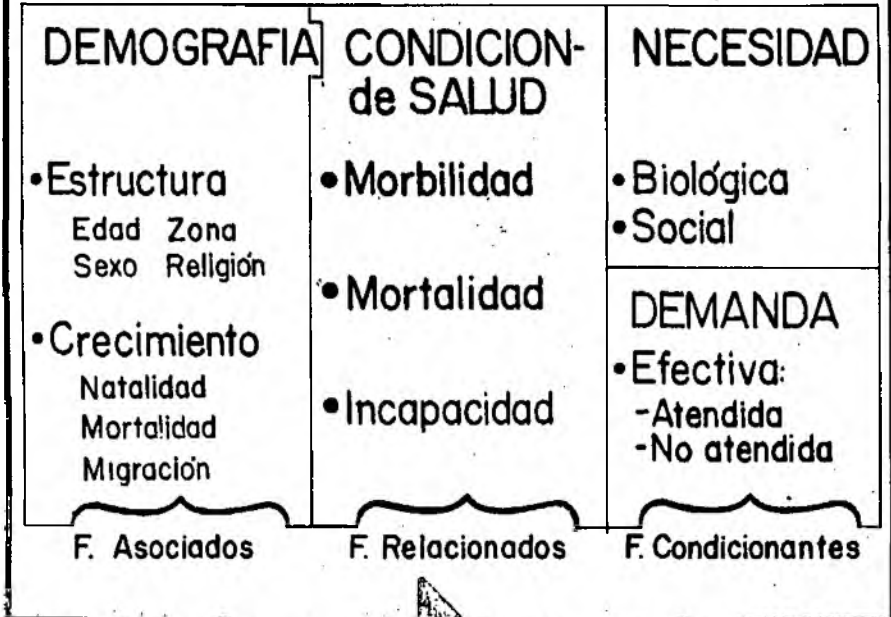 DEMOGRAFIA
•Estructura
Edad Zona
Sexo Religión
•Crecimiento
Natalidad
Mortalidad
Migración
F. Asociados
CONDICION-
de SALUD
•Morbilidad
•Mortalidad
•Incapacidad
F. Relacionados
NECESIDAD
•Biológica
•Social
DEMANDA
•Efectiva:
-Atendida
-No atendida
F. Condicionantes